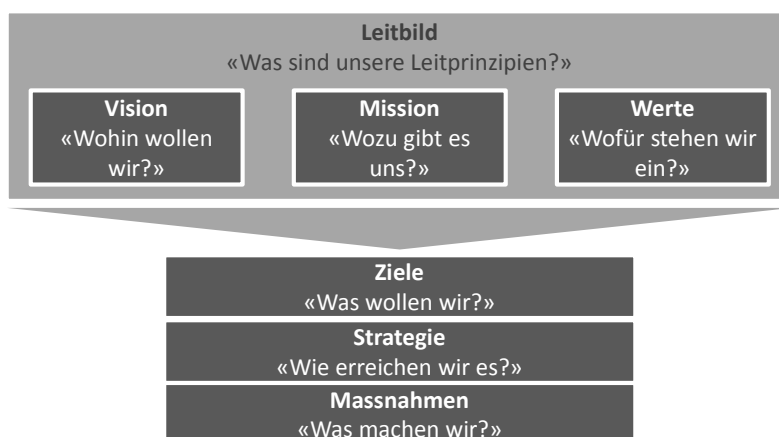 Leitbild
«Was sind unsere Leitprinzipien?»
Vision
«Wohin wollen
wir?»
Mission
«Wozu gibt es
uns?»
Werte
«Wofür stehen wir
ein?»
Ziele
«Was wollen wir?»
Strategie
«Wie erreichen wir es?»
Massnahmen
«Was machen wir?»